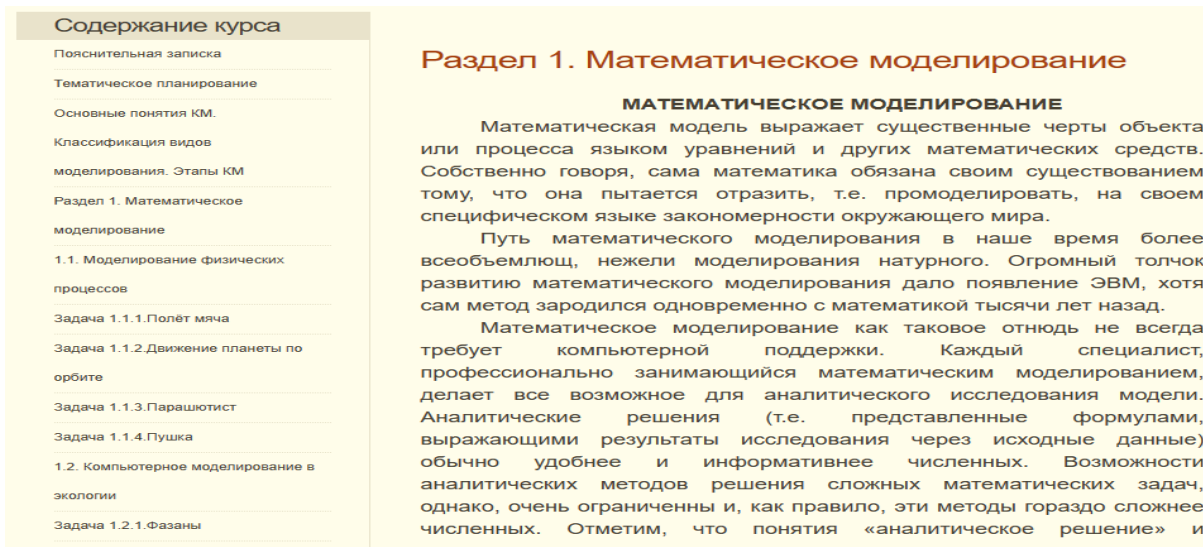 Содержание курса
Пояснительная записка
Тематическое планирование
Основные понятия КМ.
Классификация видов
моделирования. Этапы КМ
Раздел 1. Математическое
моделирование
1.1. Моделирование физических
процессов
Задача 1.1.1.Полёт мяча
Задача 1.1.2.Движение планеты по
орбите
Задача 1.1.3.Парашютист
Задача 1.1.4.Пушка
1.2. Компьютерное моделирование в
экологии
Задача 1.2.1.Фазаны
Раздел 1. Математическое моделирование
МАТЕМАТИЧЕСКОЕ МОДЕЛИРОВАНИЕ
Математическая модель выражает существенные черты объекта
или процесса языком уравнений и других математических средств.
Собственно говоря, сама математика обязана своим существованием
тому, что она пытается отразить, т.е. промоделировать, на своем
специфическом языке закономерности окружающего мира.
Путь математического моделирования в наше время более
всеобъемлющ, нежели моделирования натурного. Огромный толчок
развитию математического моделирования дало появление ЭВМ, хотя
сам метод зародился одновременно с математикой тысячи лет назад.
Математическое моделирование как таковое отнюдь не всегда
требует компьютерной поддержки. Каждый специалист,
профессионально занимающийся математическим моделированием,
делает все возможное для аналитического исследования модели.
Аналитические решения (т.е. представленные формулами,
выражающими результаты исследования через исходные данные)
обычно удобнее и информативнее численных. Возможности
аналитических методов решения сложных математических задач,
однако, очень ограниченны и, как правило, эти методы гораздо сложнее
численных. Отметим, что понятия «аналитическое решение» и